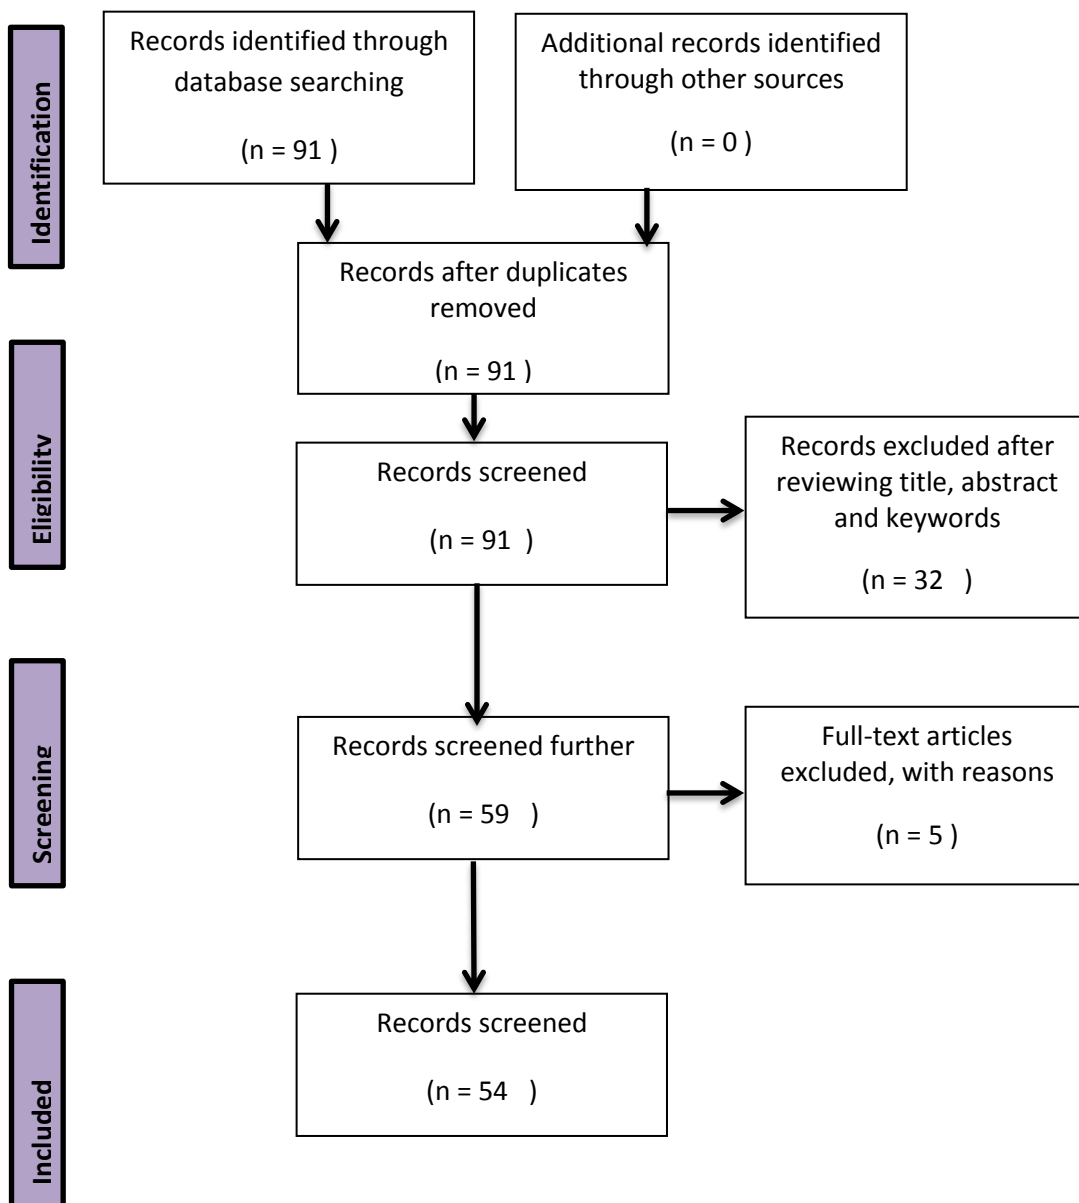 Identification
Records identified through
database searching
(n = 91 )
Additional records identified
through other sources
(n = 0 )
Records after duplicates
removed
(n = 91 )
Eligibility
Records screened
(n = 91  )
Records excluded after
reviewing title, abstract
and keywords
(n = 32   )
Screening
Records screened further
(n = 59   )
Full-text articles
excluded, with reasons
(n = 5 )
Included
Records screened
(n = 54   )